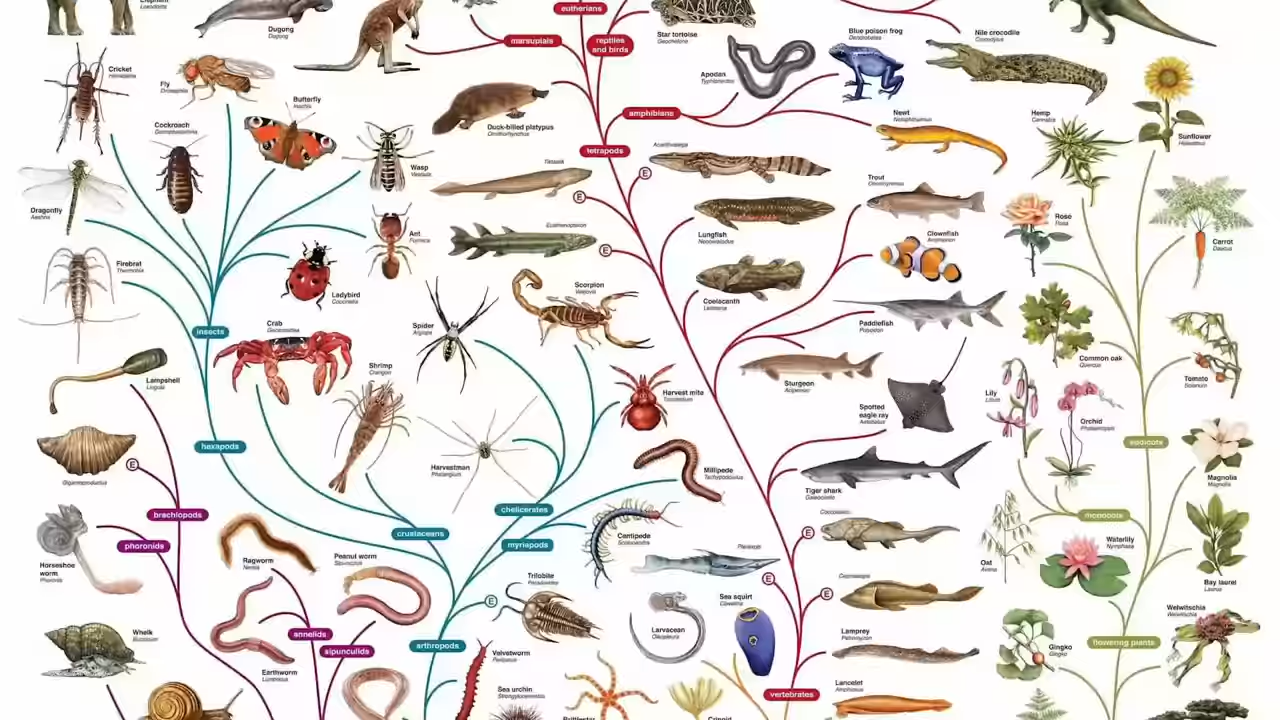 eutherians
Dugong
Dugong
marsupials
reptiles
and birds
Star tortoise
Geochelone
Blue poison frog
Dendrobates
Nile crocodile
Crocodylus
Cricket
Fly
Drosophila
Butterfly
Inachis
Apodan
Cockroach
Duck-billed platypus
Ornithorhynchus
amphibians
Newt
Hemp
Cannabis
Sunflower
Helianthus
tetrapods
Acanthostega
Wasp
Vespula
Tiktaalik
E
E
Trout
Oncorhynchus
Dragonfly
Aeshna
Ant
Formica
Eusthenopteron
E
Lungfish
Neoceratodus
Clownfish
Amphiprion
Rose
Rosa
Carrot
Daucus
Firebrat
Thermobia
Ladybird
Coccinella
Scorpion
Coelacanth
Latimeria
insects
Crab
Spider
Argiope
Paddlefish
Polyodon
Common oak
Quercus
Lampshell
Lingula
Shrimp
Crangon
Harvest mite
Trombidium
Sturgeon
Acipenser
Tomato
Solanum
Lily
Lilium
Spotted
eagle ray
Aetobatus
Orchid
Phalaenopsis
hexapods
eudicots
E
Gigantoproductus
Harvestman
Phalangium
Millipede
Tachypodoiulus
Tiger shark
Galeocerdo
Magnolia
Magnolia
brachiopods
chelicerates
monocots
crustaceans
Coccosteus
E
phoronids
myriapods
Centipede
Scolopendra
Waterlily
Nymphaea
Horseshoe
worm
Phoronis
Ragworm
Nereis
Peanut worm
Sipunculus
Oat
Avena
Trilobite
E
E
Bay laurel
Laurus
Sea squirt
Larvacean
Oikopleura
Welwitschia
Welwitschia
Whelk
Buccinum
annelids
sipunculids
arthropods
Lamprey
Petromyzon
Gingko
Gingko
flowering plants
Velvetworm
Peripatus
Earthworm
Lumbricus
Sea urchin
Strongylocentrotus
vertebrates
Lancelet
Amphioxus
Brittlestar
Crinoid